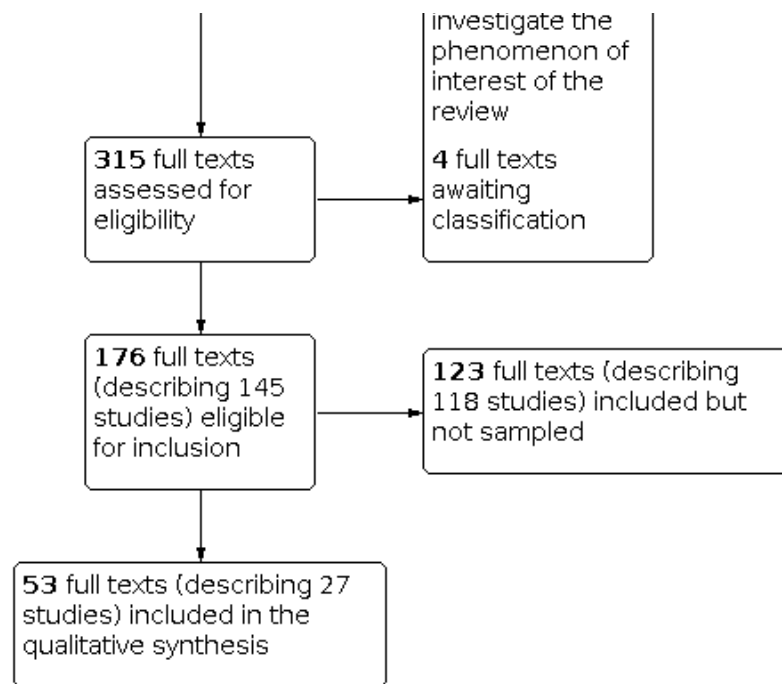 investigate the
phenomenon of
interest of the
review
4 full texts
awaiting
classification
315 full texts
assessed for
eligibility
176 full texts
(describing 145
studies) eligible
for inclusion
123 full texts (describing
118 studies) included but
not sampled
53 full texts (describing 27
studies) included in the
qualitative synthesis